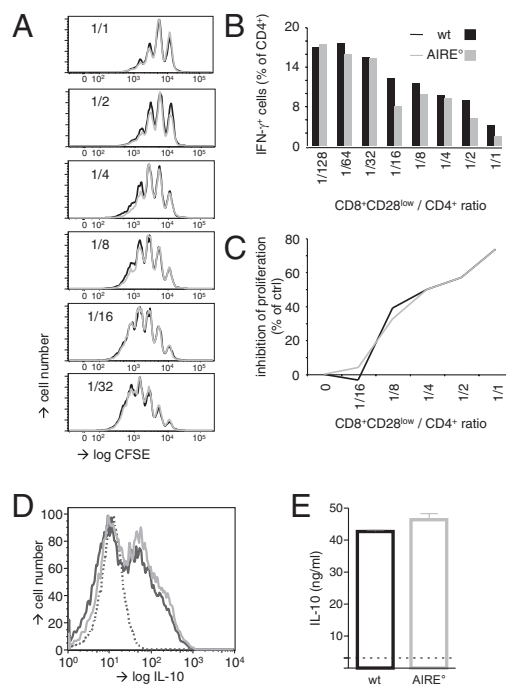 A
1/1
0 10² 10³ 10⁴ 10⁵
1/2
0 10² 10³ 10⁴ 10⁵
1/4
0 10² 10³ 10⁴ 10⁵
1/8
0 10² 10³ 10⁴ 10⁵
1/16
0 10² 10³ 10⁴ 10⁵
1/32
0 10² 10³ 10⁴ 10⁵
→ cell number
→ log CFSE
B
wt
AIRE°
IFN-γ⁺ cells (% of CD4⁺)
18
12
6
0
1/128 1/64 1/32 1/16 1/8 1/4 1/2 1/1
CD8⁺CD28ˡᵒʷ / CD4⁺ ratio
C
inhibition of proliferation
(% of ctrl)
80
60
40
20
0
0 1/16 1/8 1/4 1/2 1/1
CD8⁺CD28ˡᵒʷ / CD4⁺ ratio
D
→ cell number
100
80
60
40
20
0
10⁰ 10¹ 10² 10³ 10⁴
→ log IL-10
E
IL-10 (ng/ml)
50
40
30
20
10
wt AIRE°